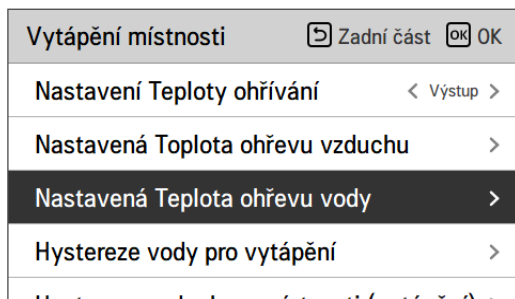 Vytápění místnosti Zadní část OK OK
Nastavení Teploty ohřívání < Výstup >
Nastavená Toplota ohřevu vzduchu >
Nastavená Teplota ohřevu vody >
Hystereze vody pro vytápění >